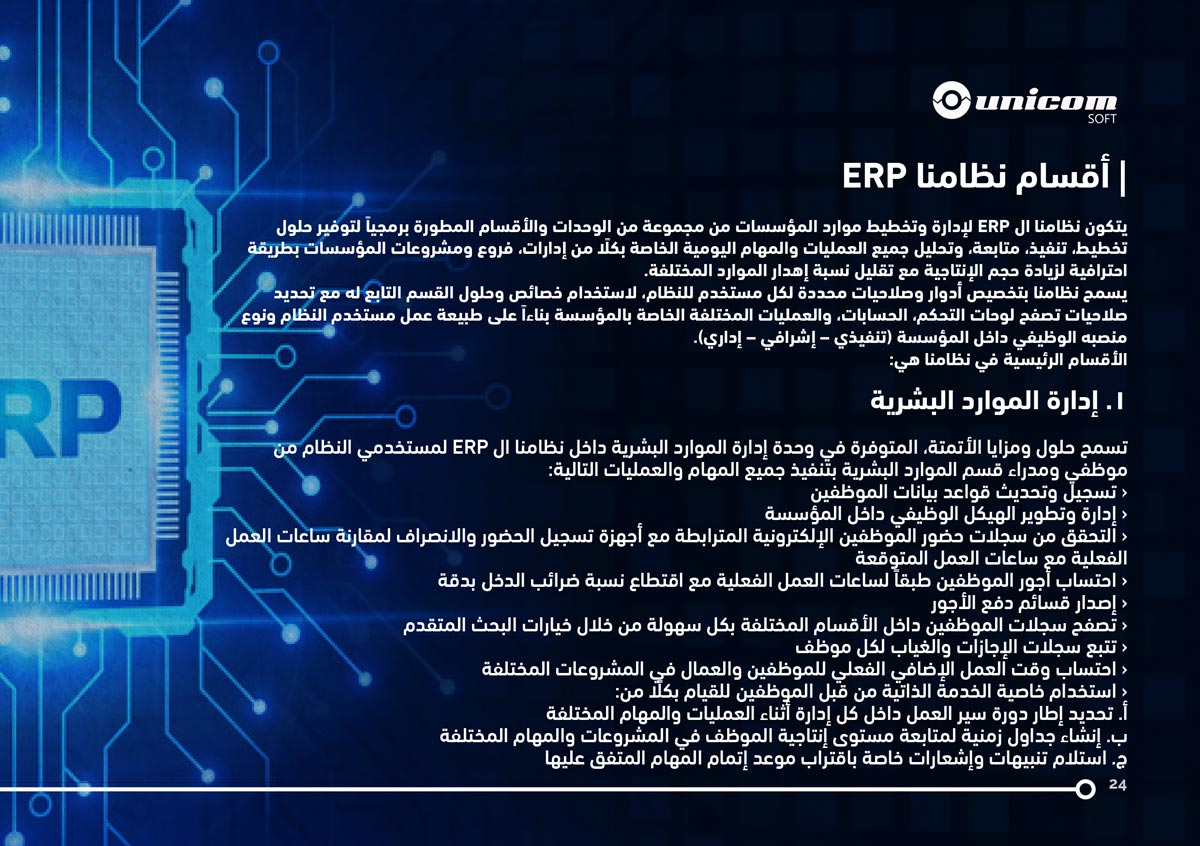 unicom
SOFT
أقسام نظامنا ERP
يتكون نظامنا ال ERP لإدارة وتخطيط موارد المؤسسات من مجموعة من الوحدات والأقسام المطورة برمجياً لتوفير حلول
تخطيط، تنفيذ، متابعة، وتحليل جميع العمليات والمهام اليومية الخاصة بكلًا من إدارات، فروع ومشروعات المؤسسات بطريقة
احترافية لزيادة حجم الإنتاجية مع تقليل نسبة إهدار الموارد المختلفة.
يسمح نظامنا بتخصيص أدوار وصلاحيات محددة لكل مستخدم للنظام، لاستخدام خصائص وحلول القسم التابع له مع تحديد
صلاحيات تصفح لوحات التحكم، الحسابات، والعمليات المختلفة الخاصة بالمؤسسة بناءاً على طبيعة عمل مستخدم النظام ونوع
منصبه الوظيفي داخل المؤسسة (تنفيذي – إشرافي – إداري).
الأقسام الرئيسية في نظامنا هي:
١. إدارة الموارد البشرية
تسمح حلول ومزايا الأتمتة، المتوفرة في وحدة إدارة الموارد البشرية داخل نظامنا ال ERP لمستخدمي النظام من
موظفي ومدراء قسم الموارد البشرية بتنفيذ جميع المهام والعمليات التالية:
‹ تسجيل وتحديث قواعد بيانات الموظفين
‹ إدارة وتطوير الهيكل الوظيفي داخل المؤسسة
‹ التحقق من سجلات حضور الموظفين الإلكترونية المترابطة مع أجهزة تسجيل الحضور والانصراف لمقارنة ساعات العمل
الفعلية مع ساعات العمل المتوقعة
‹ احتساب أجور الموظفين طبقاً لساعات العمل الفعلية مع اقتطاع نسبة ضرائب الدخل بدقة
‹ إصدار قسائم دفع الأجور
‹ تصفح سجلات الموظفين داخل الأقسام المختلفة بكل سهولة من خلال خيارات البحث المتقدم
‹ تتبع سجلات الإجازات والغياب لكل موظف
‹ احتساب وقت العمل الإضافي الفعلي للموظفين والعمال في المشروعات المختلفة
‹ استخدام خاصية الخدمة الذاتية من قبل الموظفين للقيام بكلًا من:
أ. تحديد إطار دورة سير العمل داخل كل إدارة أثناء العمليات والمهام المختلفة
ب. إنشاء جداول زمنية لمتابعة مستوى إنتاجية الموظف في المشروعات والمهام المختلفة
ج. استلام تنبيهات وإشعارات خاصة باقتراب موعد إتمام المهام المتفق عليها
24
RP